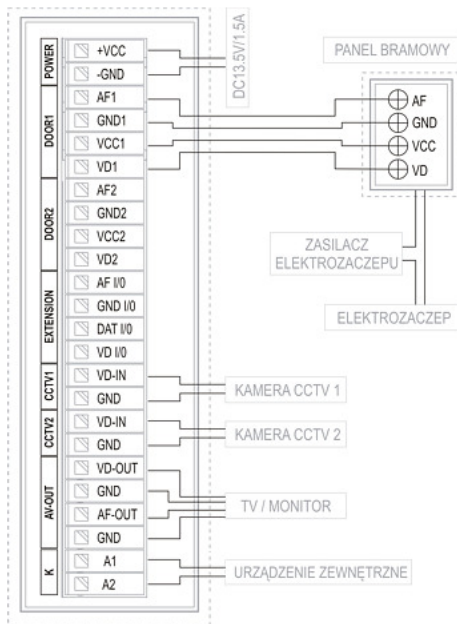 POWER
+VCC
-GND
DC13.5V/1.5A
DOOR1
AF1
GND1
VCC1
VD1
PANEL BRAMOWY
AF
GND
VCC
VD
DOOR2
AF2
GND2
VCC2
VD2
ZASILACZ
ELEKTROZACZEPU
ELEKTROZACZEP
EXTENSION
AF I/0
GND I/0
DAT I/0
VD I/0
CCTV1
VD-IN
GND
KAMERA CCTV 1
CCTV2
VD-IN
GND
KAMERA CCTV 2
AV-OUT
VD-OUT
GND
AF-OUT
GND
TV / MONITOR
K
A1
A2
URZĄDZENIE ZEWNĘTRZNE